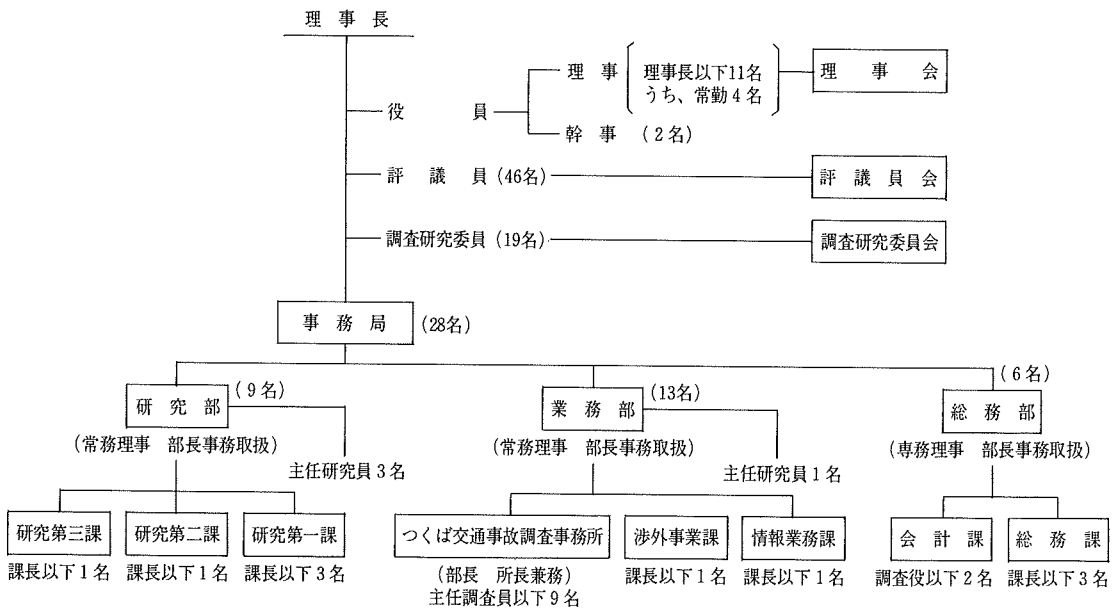 理事長
理事
理事長以下11名
うち、常勤4名
理事会
役員
幹事 (2名)
評議員 (46名)
評議員会
調査研究委員 (19名)
調査研究委員会
事務局 (28名)
(9名)
研究部
(常務理事 部長事務取扱)
主任研究員3名
(13名)
業務部
(常務理事 部長事務取扱)
主任研究員1名
(6名)
総務部
(専務理事 部長事務取扱)
研究第三課
課長以下1名
研究第二課
課長以下1名
研究第一課
課長以下3名
つくば交通事故調査事務所
(部長 所長兼務)
主任調査員以下9名
渉外事業課
課長以下1名
情報業務課
課長以下1名
会計課
調査役以下2名
総務課
課長以下3名